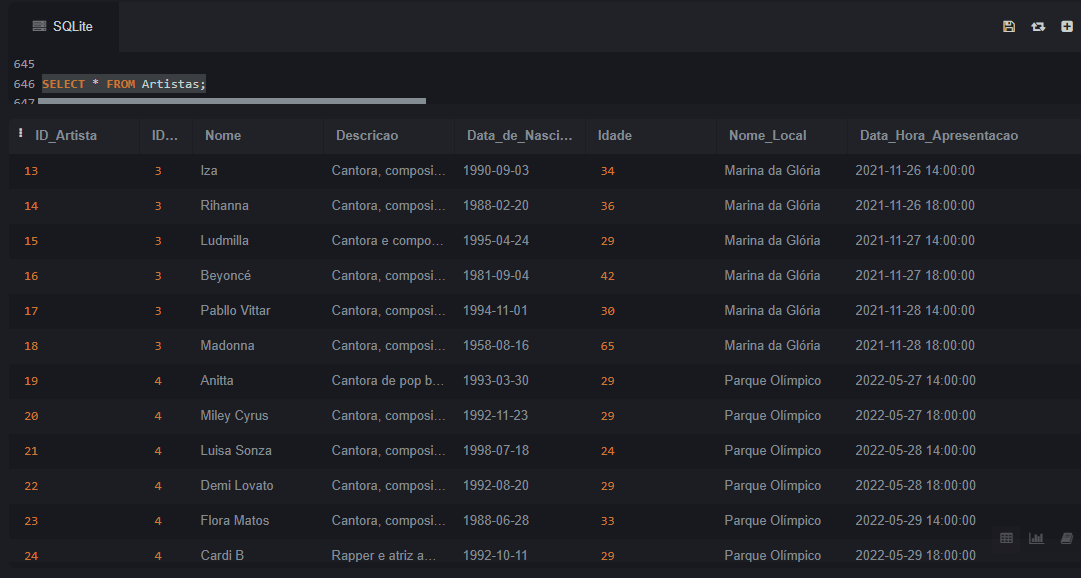 SQLite
645
646 SELECT * FROM Artistas;
647
ID_Artista ID... Nome Descricao Data_de_Nasci... Idade Nome_Local Data_Hora_Apresentacao
13 3 Iza Cantora, composi... 1990-09-03 34 Marina da Glória 2021-11-26 14:00:00
14 3 Rihanna Cantora, composi... 1988-02-20 36 Marina da Glória 2021-11-26 18:00:00
15 3 Ludmilla Cantora e compo... 1995-04-24 29 Marina da Glória 2021-11-27 14:00:00
16 3 Beyoncé Cantora, composi... 1981-09-04 42 Marina da Glória 2021-11-27 18:00:00
17 3 Pabllo Vittar Cantora, composi... 1994-11-01 30 Marina da Glória 2021-11-28 14:00:00
18 3 Madonna Cantora, composi... 1958-08-16 65 Marina da Glória 2021-11-28 18:00:00
19 4 Anitta Cantora de pop b... 1993-03-30 29 Parque Olímpico 2022-05-27 14:00:00
20 4 Miley Cyrus Cantora, composi... 1992-11-23 29 Parque Olímpico 2022-05-27 18:00:00
21 4 Luisa Sonza Cantora, composi... 1998-07-18 24 Parque Olímpico 2022-05-28 14:00:00
22 4 Demi Lovato Cantora, composi... 1992-08-20 29 Parque Olímpico 2022-05-28 18:00:00
23 4 Flora Matos Cantora, composi... 1988-06-28 33 Parque Olímpico 2022-05-29 14:00:00
24 4 Cardi B Rapper e atriz a... 1992-10-11 29 Parque Olímpico 2022-05-29 18:00:00